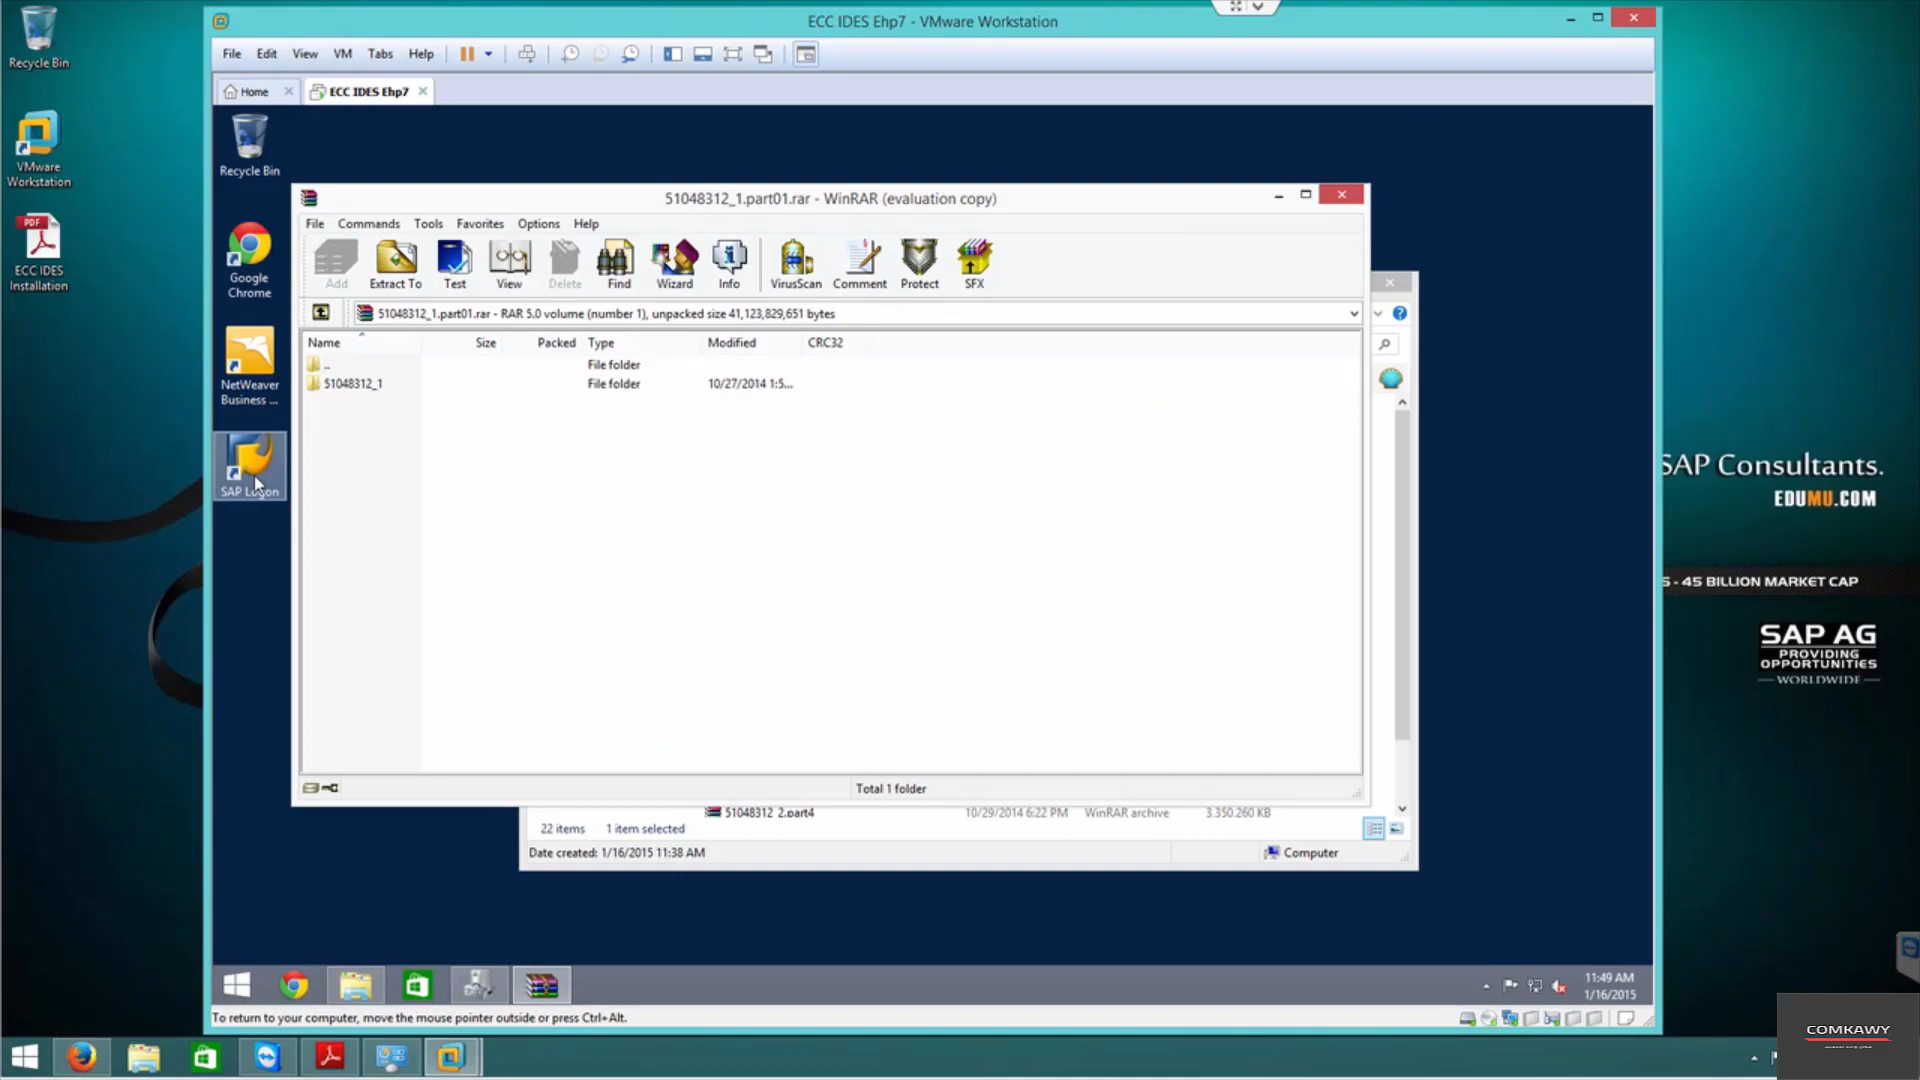 Recycle Bin
VMware
Workstation
PDF
ECC IDES
Installation
ECC IDES Ehp7 - VMware Workstation
File Edit View VM Tabs Help
Home
ECC IDES Ehp7
Recycle Bin
Google
Chrome
NetWeaver
Business ...
SAP Logon
51048312_1.part01.rar - WinRAR (evaluation copy)
File Commands Tools Favorites Options Help
Add Extract To Test View Delete Find Wizard Info VirusScan Comment Protect SFX
51048312_1.part01.rar - RAR 5.0 volume (number 1), unpacked size 41,123,829,651 bytes
Name Size Packed Type Modified CRC32
.. File folder
51048312_1 File folder 10/27/2014 1:5...
Total 1 folder
51048312_2.part4 10/29/2014 6:22 PM WinRAR archive 3,350,260 KB
22 items 1 item selected
Date created: 1/16/2015 11:38 AM
Computer
SAP Consultants.
EDUMU.COM
5 - 45 BILLION MARKET CAP
SAP AG
PROVIDING
OPPORTUNITIES
WORLDWIDE
11:49 AM
1/16/2015
To return to your computer, move the mouse pointer outside or press Ctrl+Alt.
COMKAWY